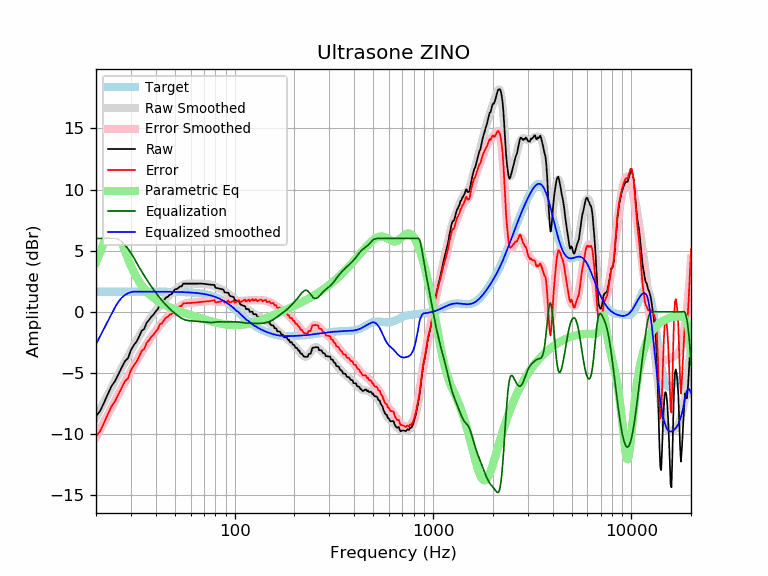 Ultrasone ZINO
Target
Raw Smoothed
Error Smoothed
Raw
Error
Parametric Eq
Equalization
Equalized smoothed
15
10
5
0
−5
−10
−15
Amplitude (dBr)
100
1000
10000
Frequency (Hz)